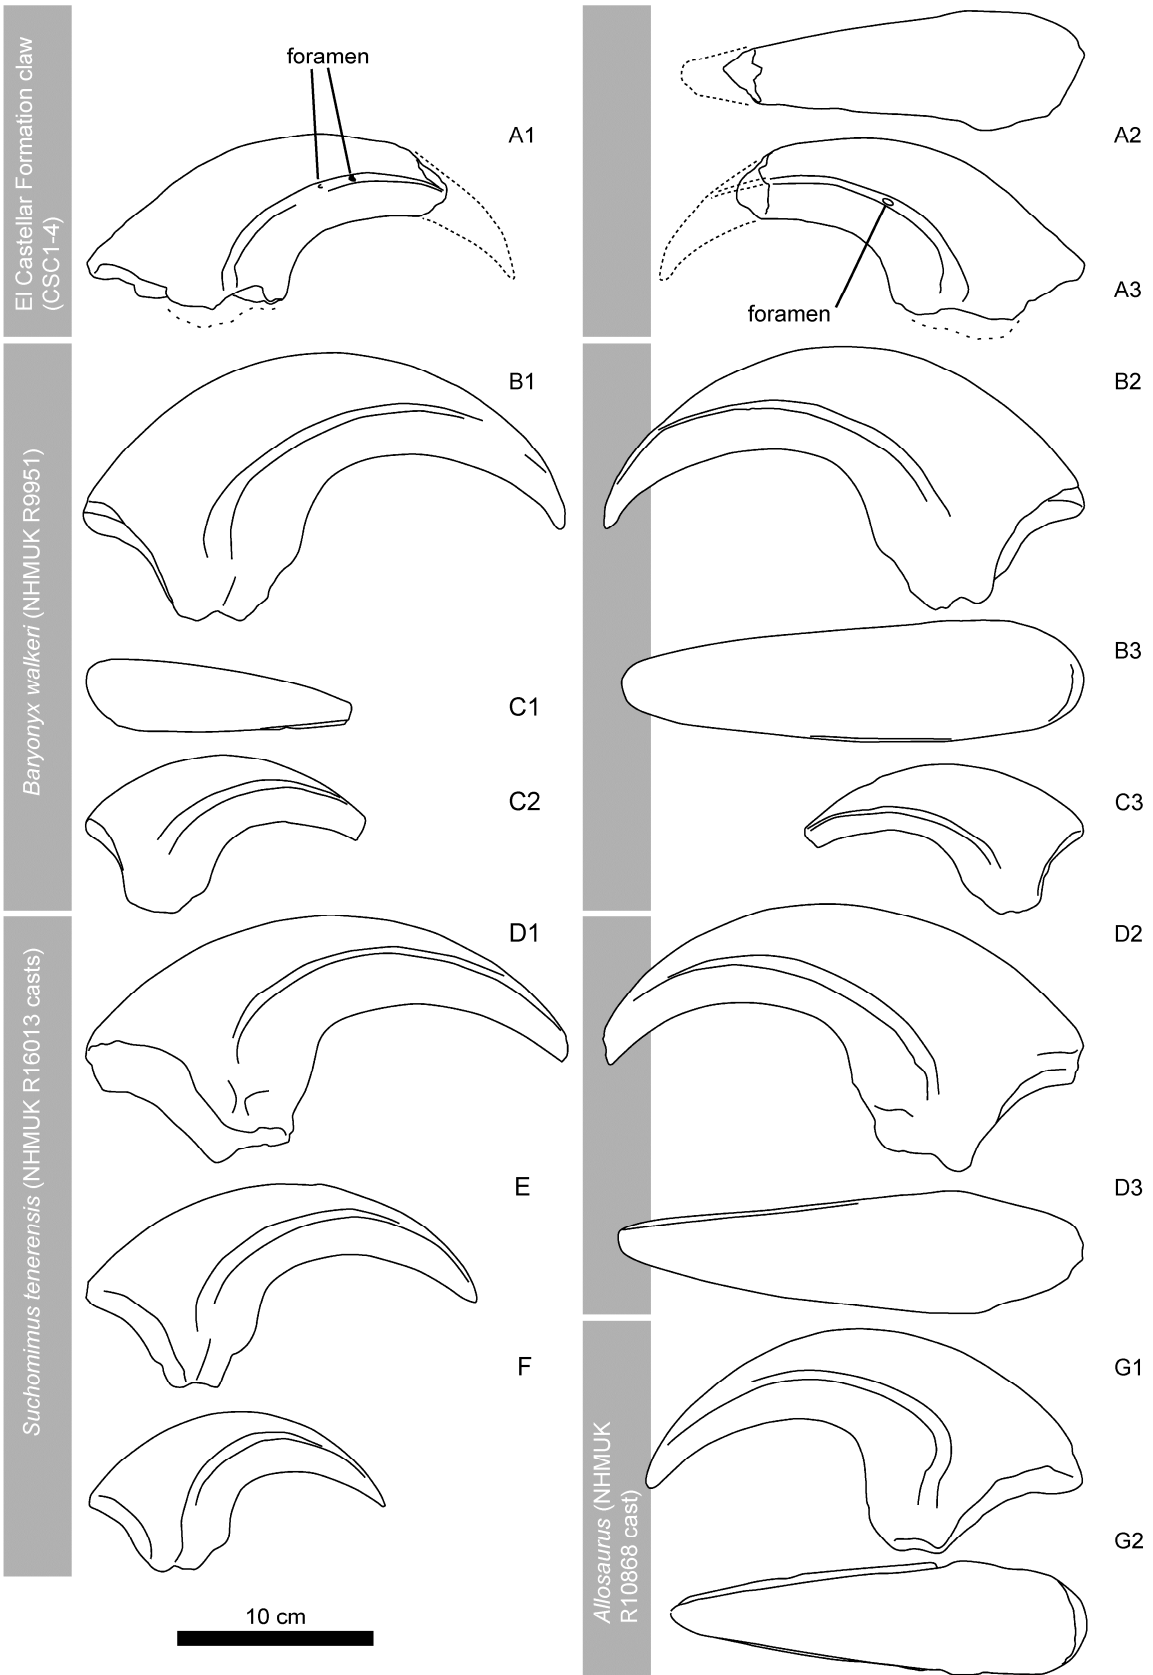 El Castellar Formation claw
(CSC1-4)
foramen
A1
A2
A3
foramen
Baryonyx walkeri (NHMUK R9951)
B1
B2
B3
C1
C2
C3
Suchomimus tenerensis (NHMUK R16013 casts)
D1
D2
D3
E
F
Allosaurus (NHMUK
R10868 cast)
G1
G2
10 cm